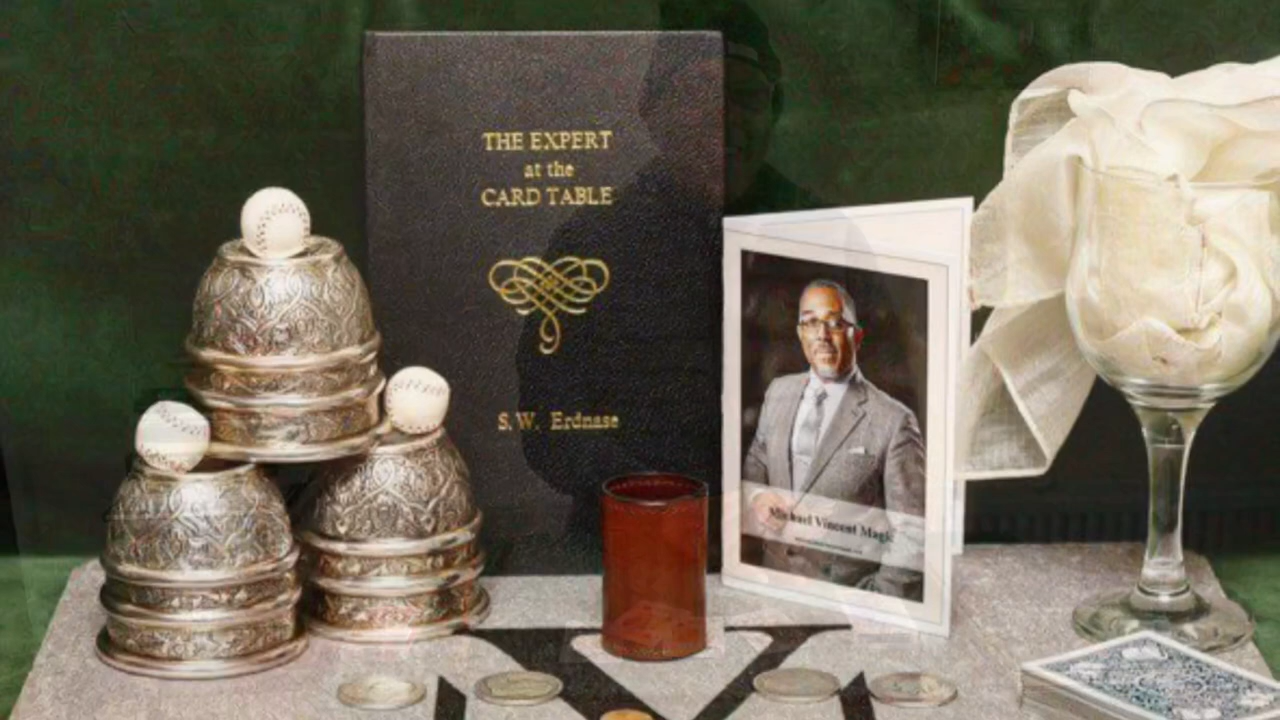 THE EXPERT
at the
CARD TABLE
S. W. Erdnase
Michael Vincent Magic